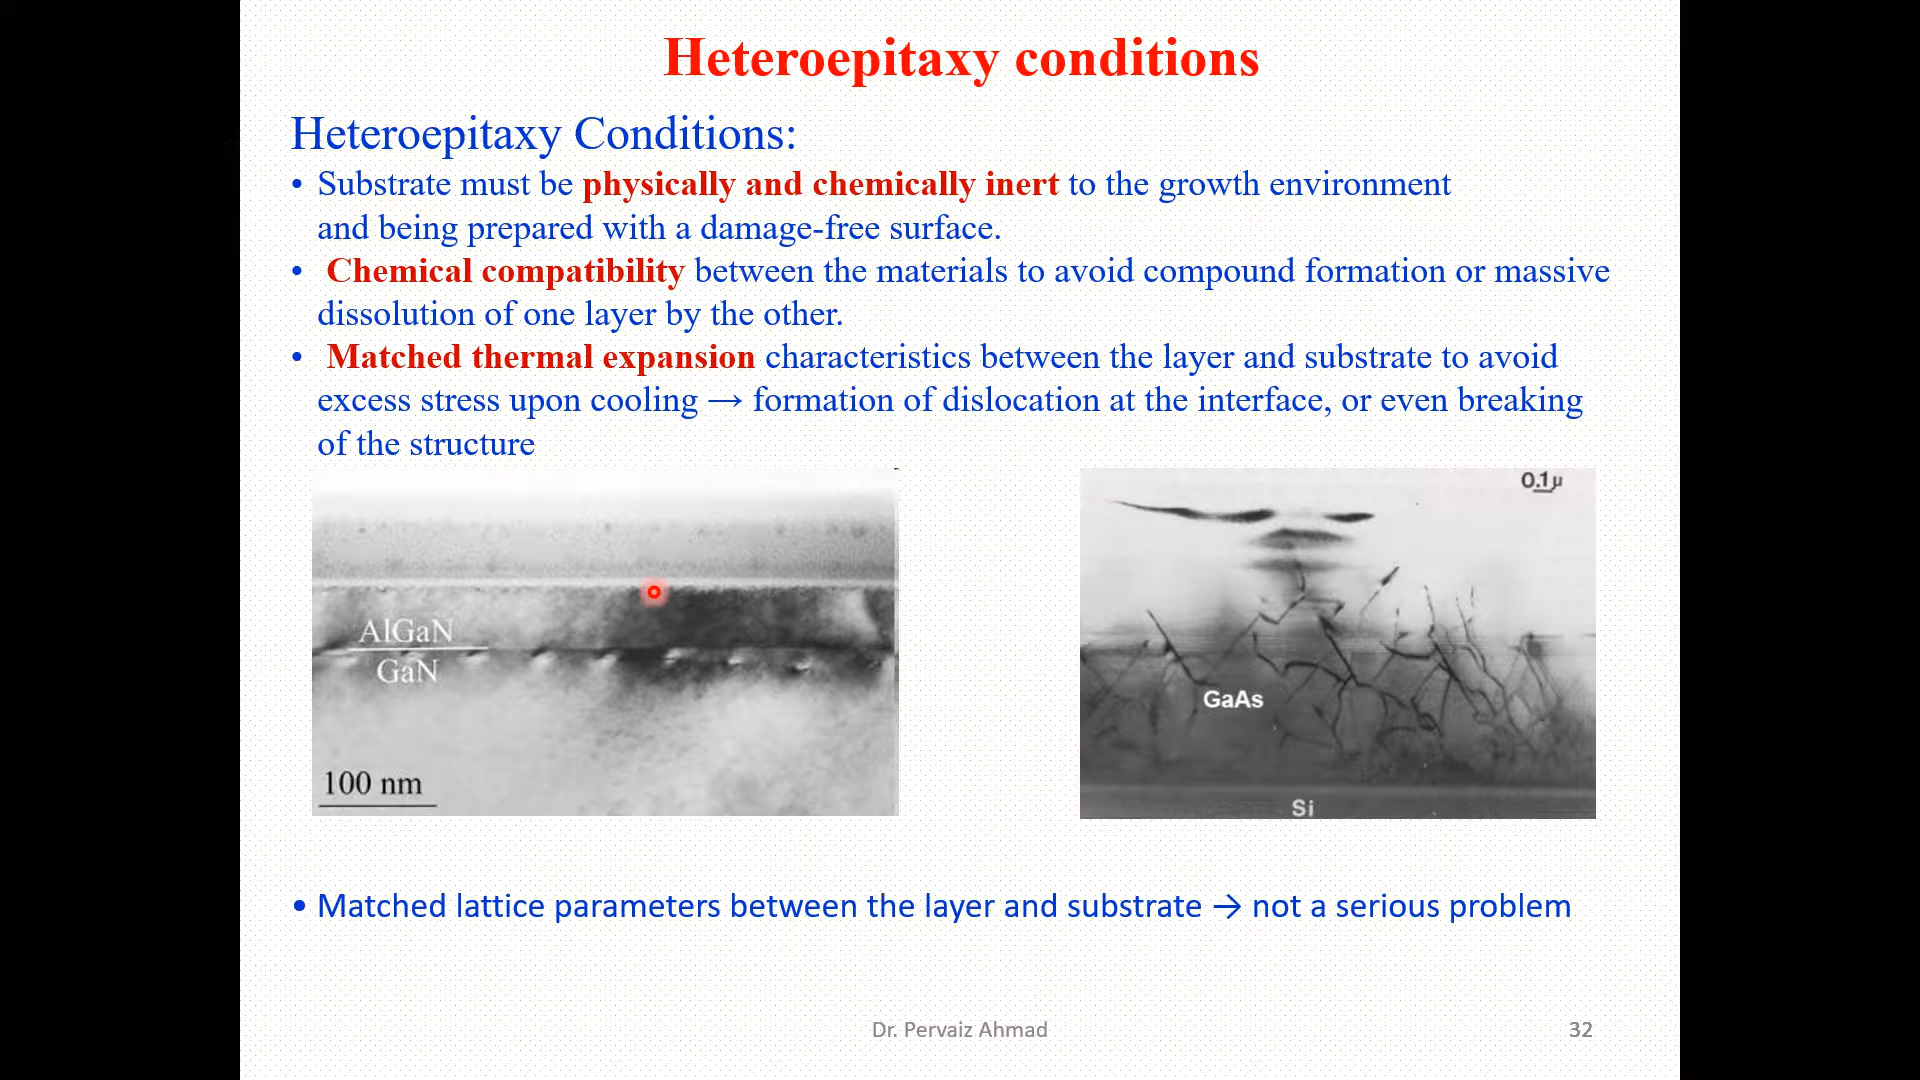 Heteroepitaxy conditions
Heteroepitaxy Conditions:
• Substrate must be physically and chemically inert to the growth environment
and being prepared with a damage-free surface.
• Chemical compatibility between the materials to avoid compound formation or massive
dissolution of one layer by the other.
• Matched thermal expansion characteristics between the layer and substrate to avoid
excess stress upon cooling → formation of dislocation at the interface, or even breaking
of the structure
AlGaN
GaN
100 nm
0.1μ
GaAs
Si
• Matched lattice parameters between the layer and substrate → not a serious problem
Dr. Pervaiz Ahmad
32